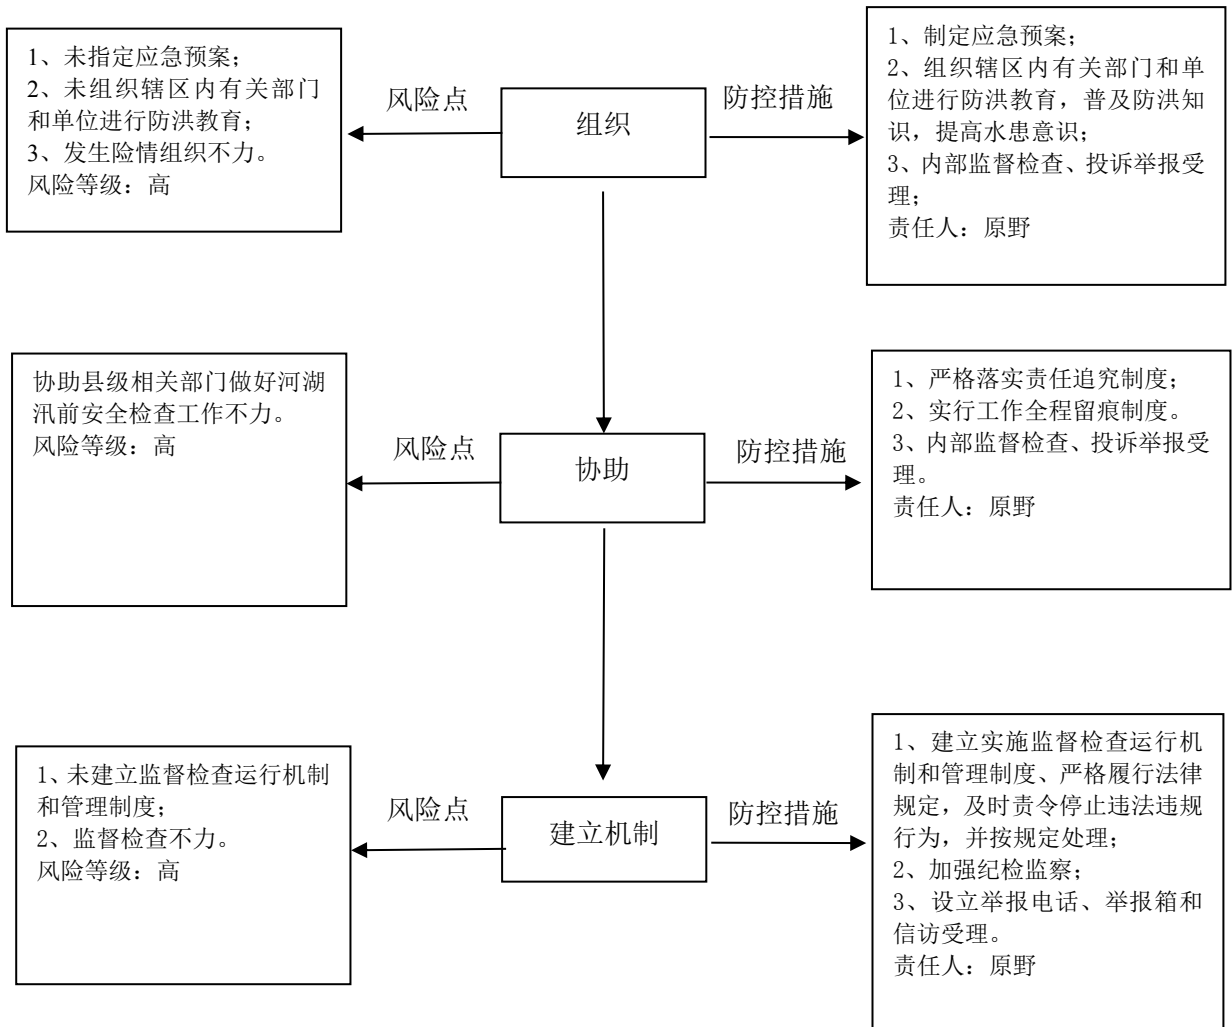 1、未指定应急预案；
2、未组织辖区内有关部门
和单位进行防洪教育；
3、发生险情组织不力。
风险等级：高
风险点
组织
防控措施
1、制定应急预案；
2、组织辖区内有关部门和单
位进行防洪教育，普及防洪知
识，提高水患意识；
3、内部监督检查、投诉举报受
理；
责任人：原野
协助县级相关部门做好河湖
汛前安全检查工作不力。
风险等级：高
风险点
协助
防控措施
1、严格落实责任追究制度；
2、实行工作全程留痕制度。
3、内部监督检查、投诉举报受
理。
责任人：原野
1、未建立监督检查运行机制
和管理制度；
2、监督检查不力。
风险等级：高
风险点
建立机制
防控措施
1、建立实施监督检查运行机
制和管理制度、严格履行法律
规定，及时责令停止违法违规
行为，并按规定处理；
2、加强纪检监察；
3、设立举报电话、举报箱和
信访受理。
责任人：原野